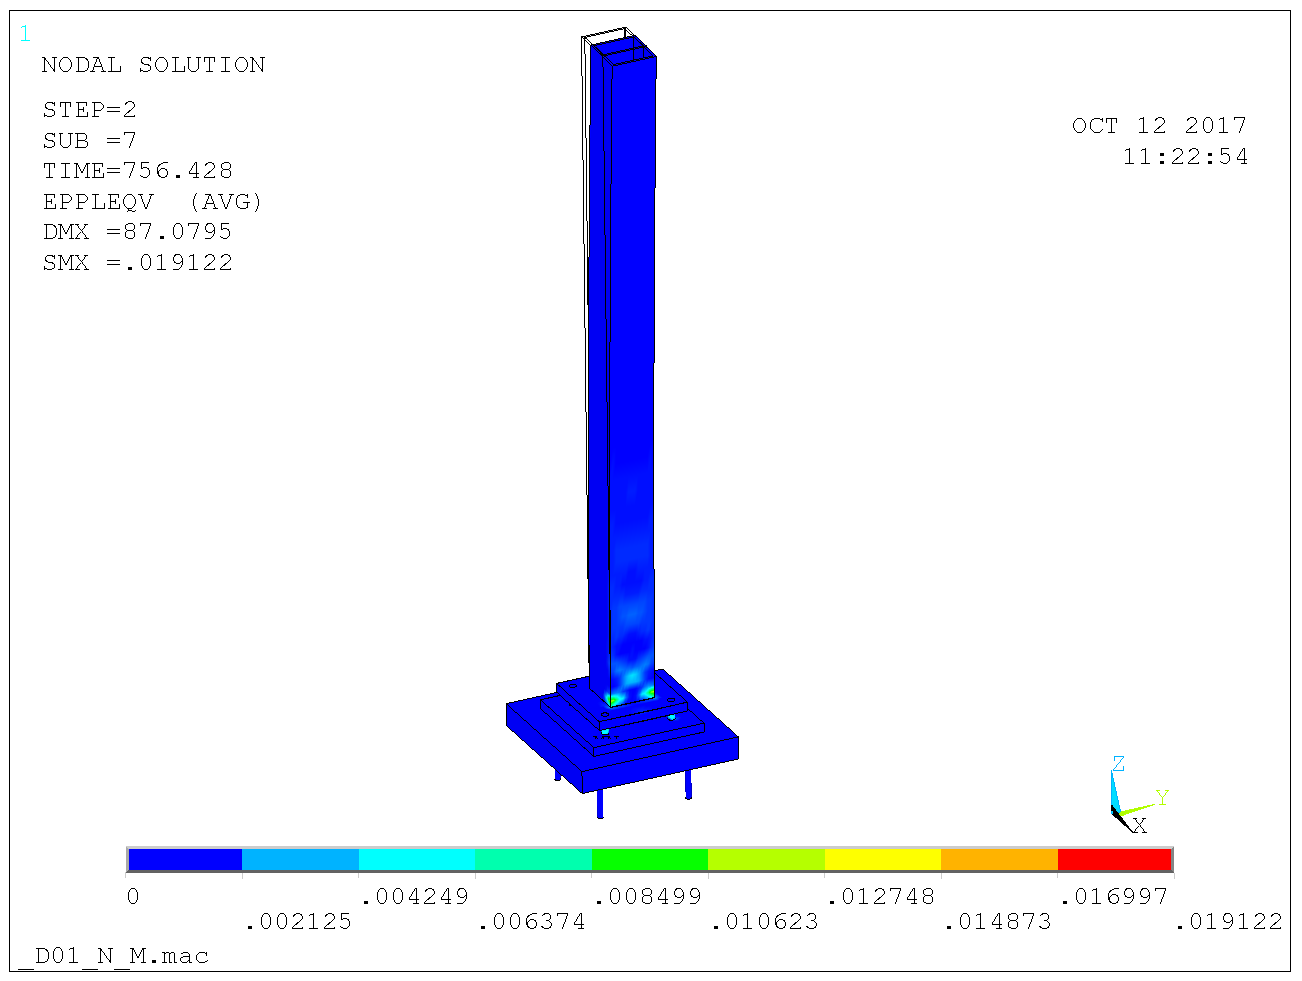 1
NODAL SOLUTION
STEP=2
SUB =7
TIME=756.428
EPPLEQV  (AVG)
DMX =87.0795
SMX =.019122
OCT 12 2017
11:22:54
Z
Y
X
0 .004249 .008499 .012748 .016997
.002125 .006374 .010623 .014873 .019122
_D01_N_M.mac